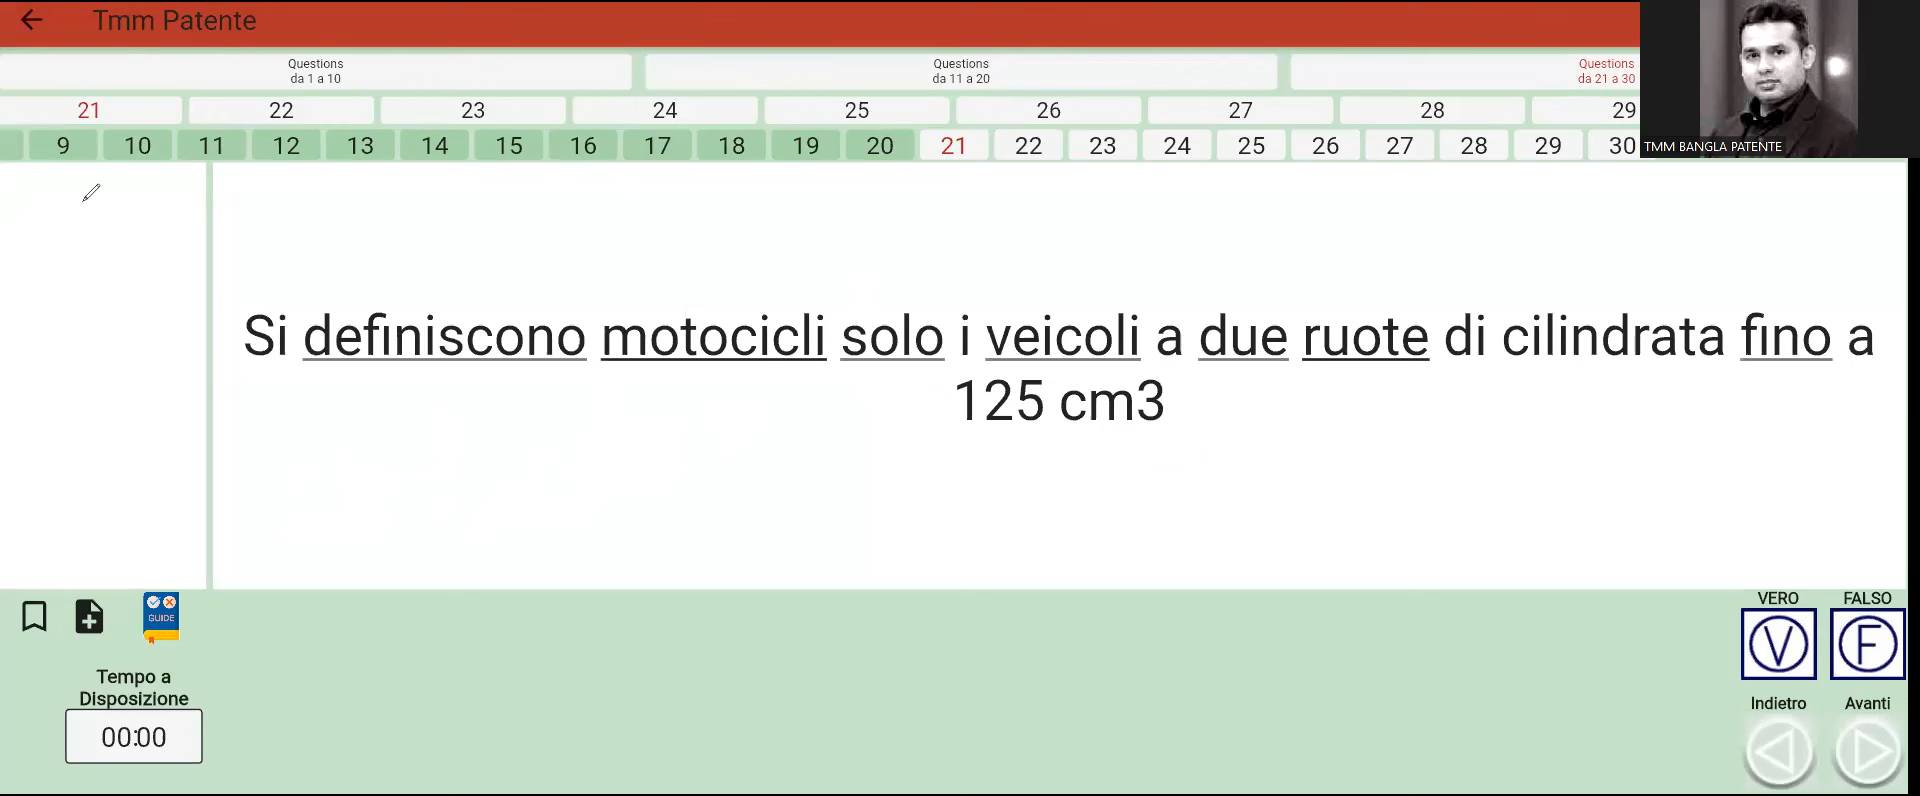 Tmm Patente
Questions
da 1 a 10
Questions
da 11 a 20
Questions
da 21 a 30
21 22 23 24 25 26 27 28 29
9 10 11 12 13 14 15 16 17 18 19 20 21 22 23 24 25 26 27 28 29 30
TMM BANGLA PATENTE
Si definiscono motocicli solo i veicoli a due ruote di cilindrata fino a
125 cm3
GUIDE
VERO FALSO
V F
Tempo a
Disposizione
00:00
Indietro Avanti